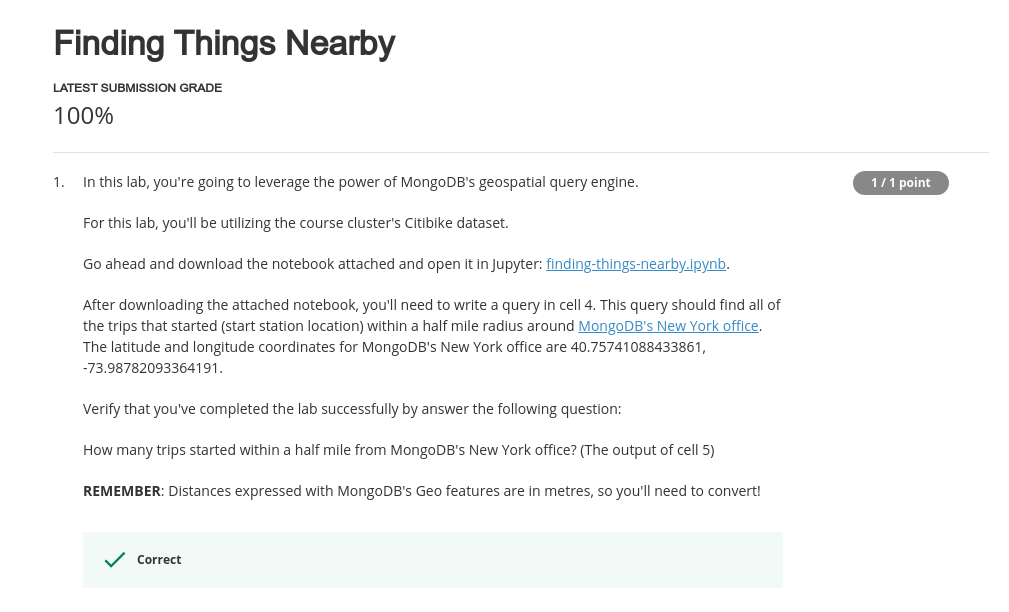 Finding Things Nearby
LATEST SUBMISSION GRADE
100%
1. In this lab, you're going to leverage the power of MongoDB's geospatial query engine. 1 / 1 point
For this lab, you'll be utilizing the course cluster's Citibike dataset.
Go ahead and download the notebook attached and open it in Jupyter: finding-things-nearby.ipynb.
After downloading the attached notebook, you'll need to write a query in cell 4. This query should find all of
the trips that started (start station location) within a half mile radius around MongoDB's New York office.
The latitude and longitude coordinates for MongoDB's New York office are 40.75741088433861,
-73.98782093364191.
Verify that you've completed the lab successfully by answer the following question:
How many trips started within a half mile from MongoDB's New York office? (The output of cell 5)
REMEMBER: Distances expressed with MongoDB's Geo features are in metres, so you'll need to convert!
Correct